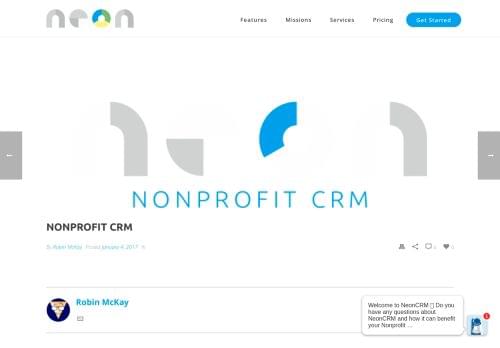 neon
Features Missions Services Pricing Get Started
neon
NONPROFIT CRM
NONPROFIT CRM
By Robin McKay Posted January 4, 2017 In
0 0
Robin McKay
Welcome to NeonCRM Do you
have any questions about
NeonCRM and how it can benefit
your Nonprofit ...
1